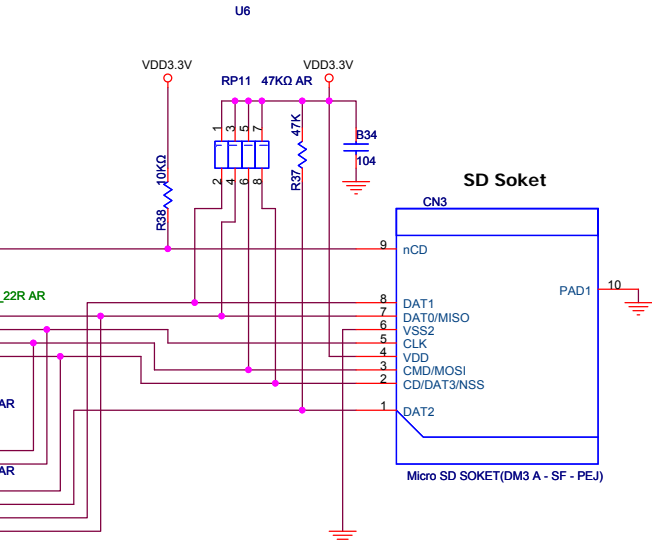 U6
VDD3.3V
VDD3.3V
RP11 47KΩ AR
1
3
5
7
2
4
6
8
47K
R37
B34
104
10KΩ
R38
SD Soket
CN3
9
nCD
PAD1
10
22R AR
8
DAT1
7
DAT0/MISO
6
VSS2
5
CLK
4
VDD
3
CMD/MOSI
2
CD/DAT3/NSS
1
DAT2
AR
AR
Micro SD SOKET(DM3 A - SF - PEJ)